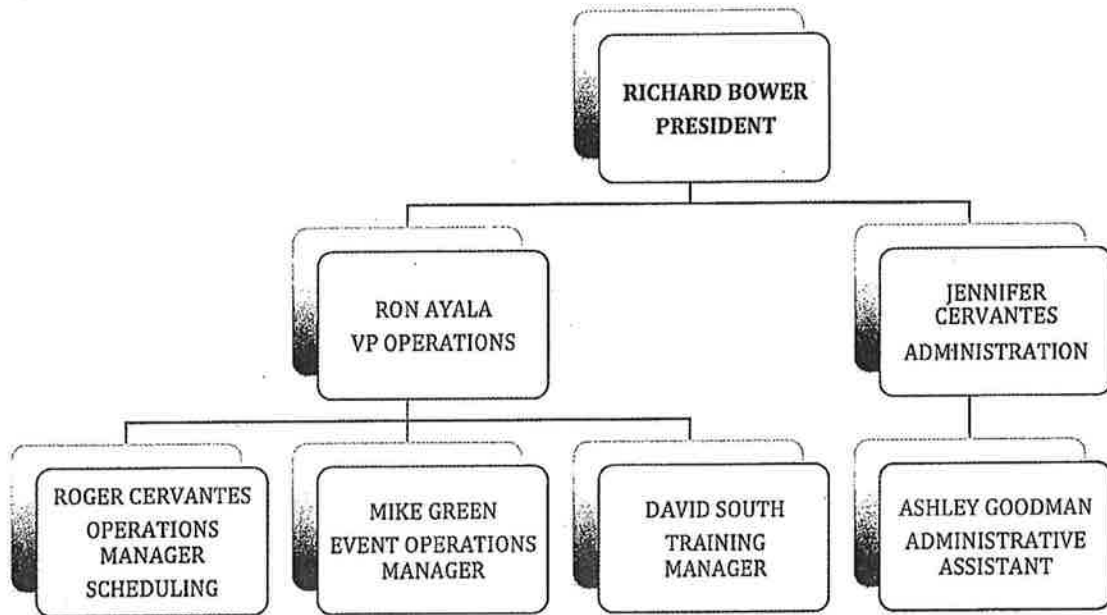 RICHARD BOWER
PRESIDENT
RON AYALA
VP OPERATIONS
JENNIFER
CERVANTES
ADMINISTRATION
ROGER CERVANTES
OPERATIONS
MANAGER
SCHEDULING
MIKE GREEN
EVENT OPERATIONS
MANAGER
DAVID SOUTH
TRAINING
MANAGER
ASHLEY GOODMAN
ADMINISTRATIVE
ASSISTANT